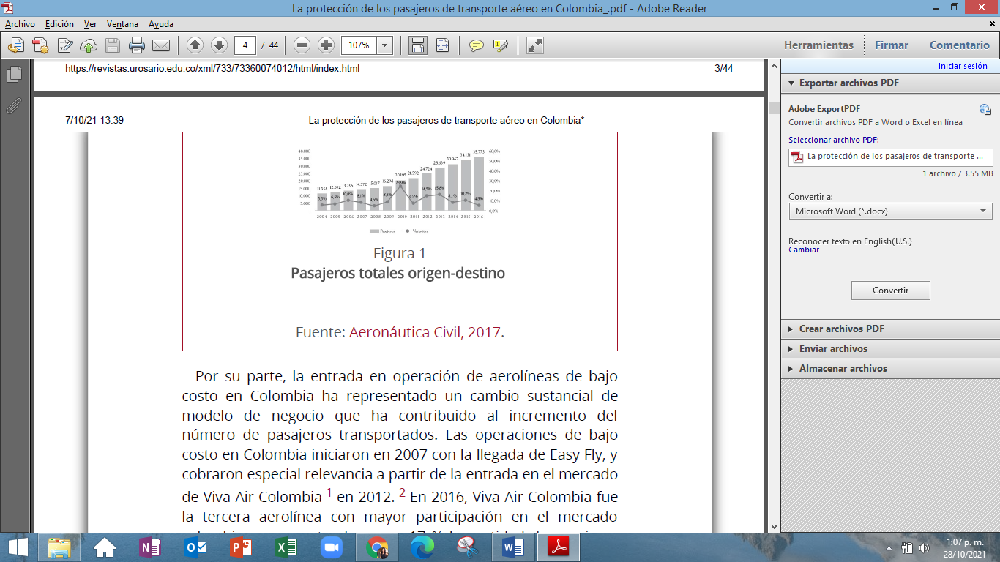 La protección de los pasajeros de transporte aéreo en Colombia_.pdf - Adobe Reader
Archivo Edición Ver Ventana Ayuda
4 / 44 107% Herramientas Firmar Comentario
https://revistas.urosario.edu.co/xml/733/73360074012/html/index.html 3/44
7/10/21 13:39 La protección de los pasajeros de transporte aéreo en Colombia*
40.000 35.000 30.000 25.000 20.000 15.000 10.000 5.000 -
60,0% 50,0% 40,0% 30,0% 20,0% 10,0% 0,0%
11.358 12.092 13.295 14.372 15.017 16.298 20.195 21.592 24.724 28.639 30.967 34.131 35.773
5,3% 6,5% 10,0% 8,1% 4,5% 8,5% 6,9% 14,5% 15,8% 8,1% 10,2% 4,8%
2004 2005 2006 2007 2008 2009 2010 2011 2012 2013 2014 2015 2016
Pasajeros Variación
Figura 1
Pasajeros totales origen-destino
Fuente: Aeronáutica Civil, 2017.
Por su parte, la entrada en operación de aerolíneas de bajo
costo en Colombia ha representado un cambio sustancial de
modelo de negocio que ha contribuido al incremento del
número de pasajeros transportados. Las operaciones de bajo
costo en Colombia iniciaron en 2007 con la llegada de Easy Fly, y
cobraron especial relevancia a partir de la entrada en el mercado
de Viva Air Colombia 1 en 2012. 2 En 2016, Viva Air Colombia fue
la tercera aerolínea con mayor participación en el mercado
Iniciar sesión
Exportar archivos PDF
Adobe ExportPDF
Convertir archivos PDF a Word o Excel en línea
Seleccionar archivo PDF:
La protección de los pasajeros de transporte ...
1 archivo / 3.55 MB
Convertir a:
Microsoft Word (*.docx)
Reconocer texto en English(U.S.)
Cambiar
Convertir
Crear archivos PDF
Enviar archivos
Almacenar archivos
1:07 p. m.
28/10/2021